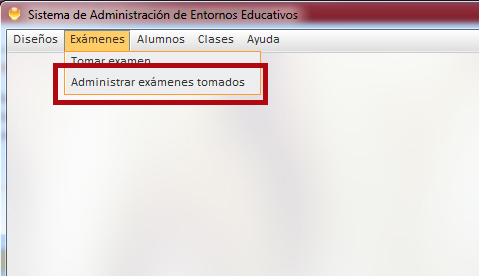 Sistema de Administración de Entornos Educativos
Diseños Exámenes Alumnos Clases Ayuda
Tomar examen
Administrar exámenes tomados